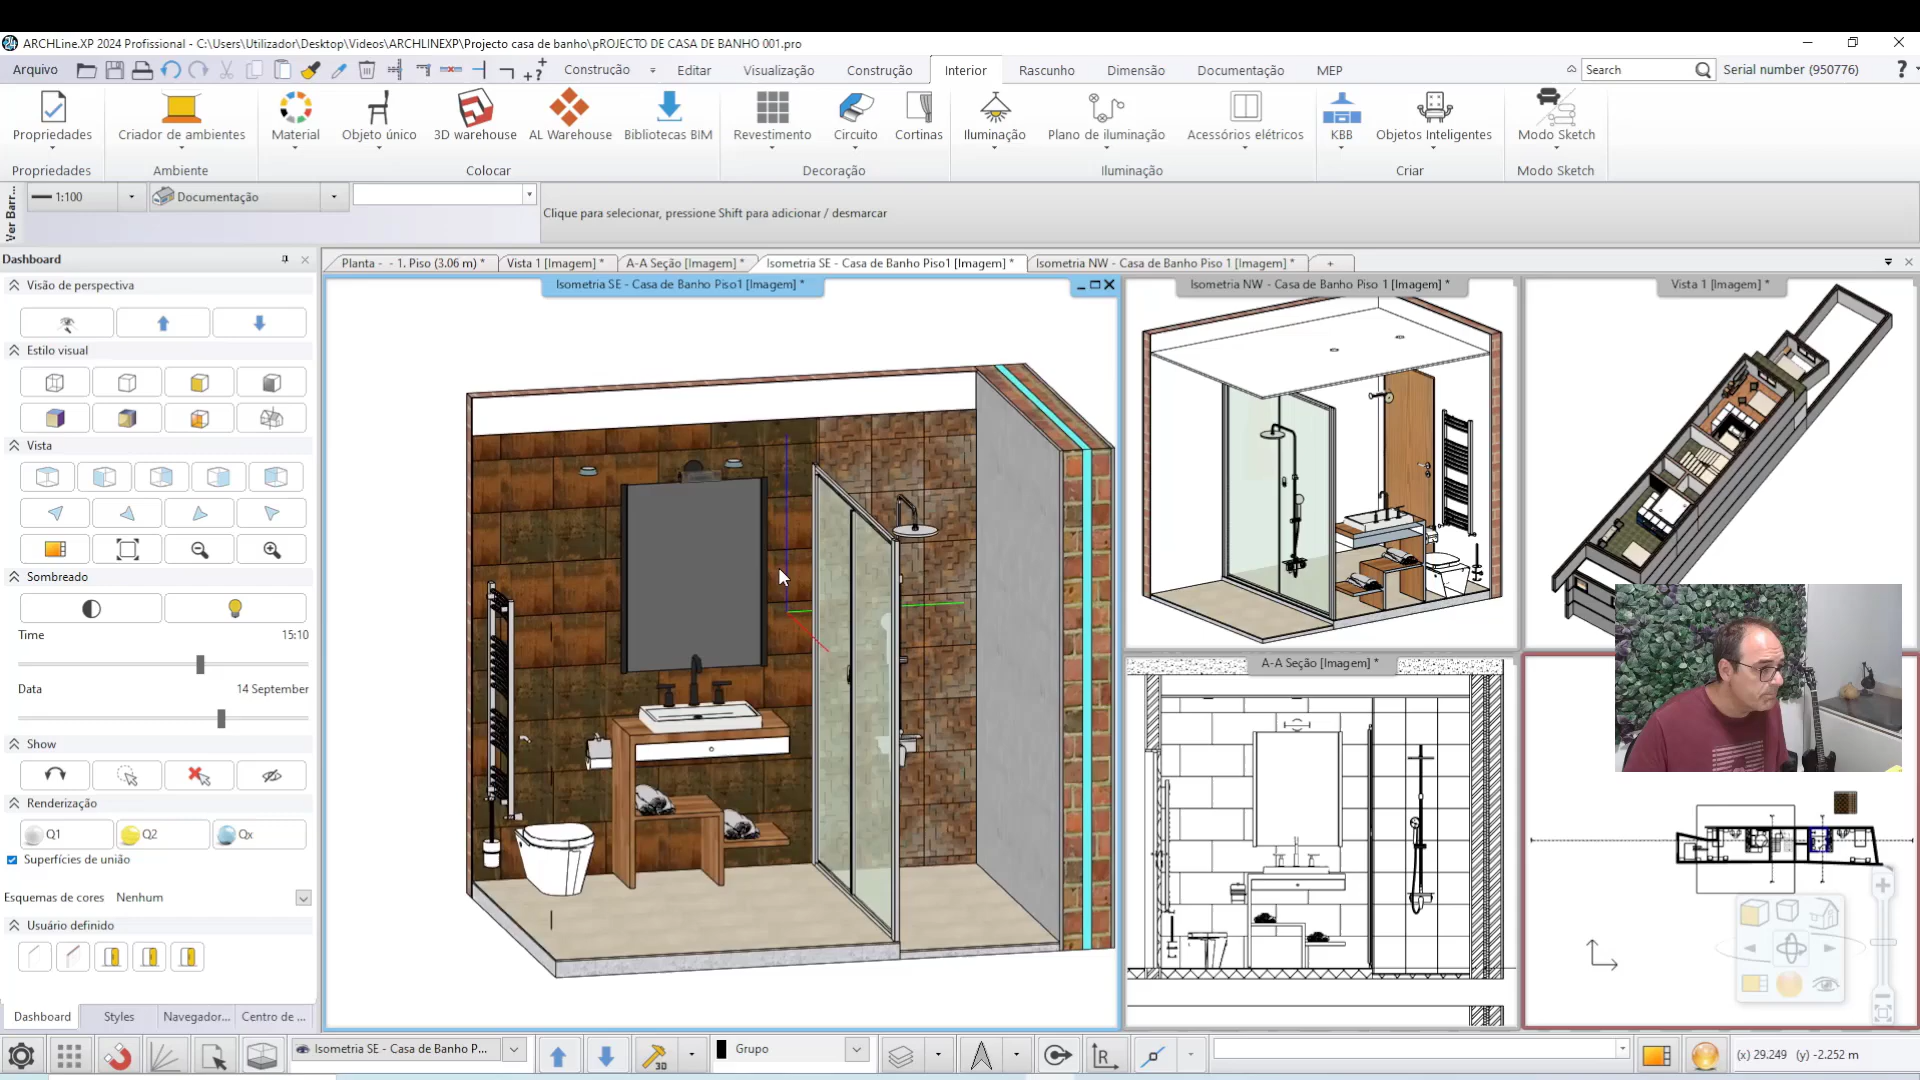 ARCHLine.XP 2024 Profissional - C:\Users\Utilizador\Desktop\Videos\ARCHLINEXP\Projecto casa de banho\pROJECTO DE CASA DE BANHO 001.pro
Arquivo
Construção
Editar
Visualização
Construção
Interior
Rascunho
Dimensão
Documentação
MEP
Search
Serial number (950776)
Propriedades
Criador de ambientes
Material
Objeto único
3D warehouse
AL Warehouse
Bibliotecas BIM
Revestimento
Circuito
Cortinas
Iluminação
Plano de iluminação
Acessórios elétricos
KBB
Objetos Inteligentes
Modo Sketch
Propriedades
Ambiente
Colocar
Decoração
Iluminação
Criar
Modo Sketch
Ver Barr...
1:100
Documentação
Clique para selecionar, pressione Shift para adicionar / desmarcar
Dashboard
Planta - - 1. Piso (3.06 m) *
Vista 1 [Imagem] *
A-A Seção [Imagem] *
Isometria SE - Casa de Banho Piso1 [Imagem] *
Isometria NW - Casa de Banho Piso 1 [Imagem] *
Isometria SE - Casa de Banho Piso1 [Imagem] *
Isometria NW - Casa de Banho Piso 1 [Imagem] *
Vista 1 [Imagem] *
A-A Seção [Imagem] *
Visão de perspectiva
Estilo visual
Vista
Sombreado
Time
15:10
Data
14 September
Show
Renderização
Q1
Q2
Qx
Superfícies de união
Esquemas de cores
Nenhum
Usuário definido
Dashboard
Styles
Navegador...
Centro de ...
3D
Isometria SE - Casa de Banho P...
Grupo
R
(x) 29.249 (y) -2.252 m